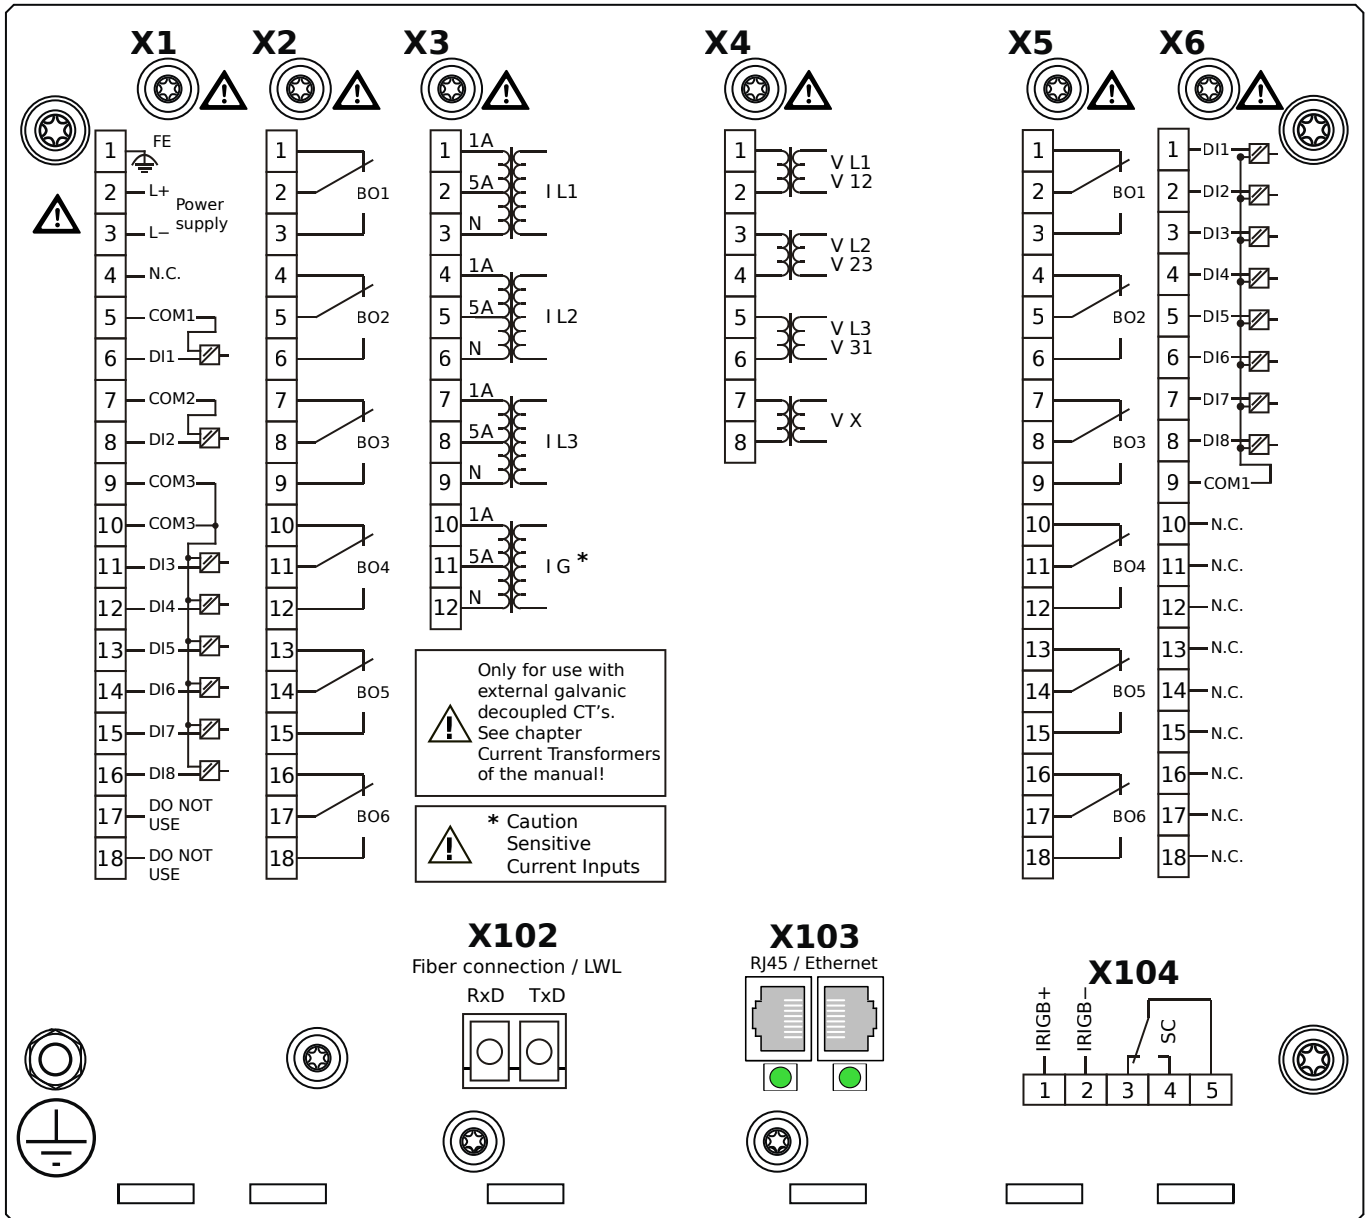 X1 X2 X3 X4 X5 X6
1 FE
2 L+
Power
supply
3 L−
4 N.C.
5 COM1
6 DI1
7 COM2
8 DI2
9 COM3
10 COM3
11 DI3
12 DI4
13 DI5
14 DI6
15 DI7
16 DI8
17 DO NOT
USE
18 DO NOT
USE
1
2 BO1
3
4
5 BO2
6
7
8 BO3
9
10
11 BO4
12
13
14 BO5
15
16
17 BO6
18
1 1A
2 5A I L1
3 N
4 1A
5 5A I L2
6 N
7 1A
8 5A I L3
9 N
10 1A
11 5A I G *
12 N
Only for use with
external galvanic
decoupled CT's.
See chapter
Current Transformers
of the manual!
* Caution
Sensitive
Current Inputs
1 V L1
2 V 12
3 V L2
4 V 23
5 V L3
6 V 31
7 V X
8
1
2 BO1
3
4
5 BO2
6
7
8 BO3
9
10
11 BO4
12
13
14 BO5
15
16
17 BO6
18
1 DI1
2 DI2
3 DI3
4 DI4
5 DI5
6 DI6
7 DI7
8 DI8
9 COM1
10 N.C.
11 N.C.
12 N.C.
13 N.C.
14 N.C.
15 N.C.
16 N.C.
17 N.C.
18 N.C.
X102
Fiber connection / LWL
RxD TxD
X103
RJ45 / Ethernet
X104
IRIGB+
IRIGB−
SC
1 2 3 4 5